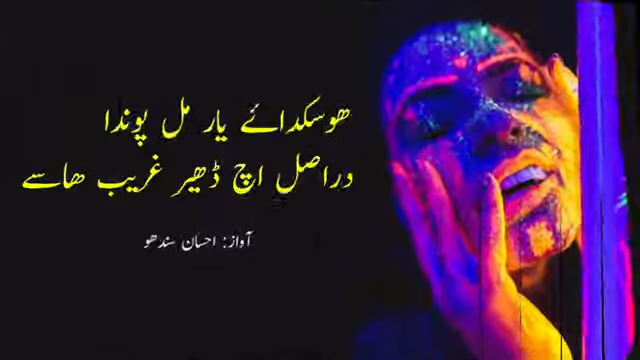 ھوسکدائے یار مل پوندا
دراصل اچ ڈھیر غریب ھاسے
آواز: احسان سندھو